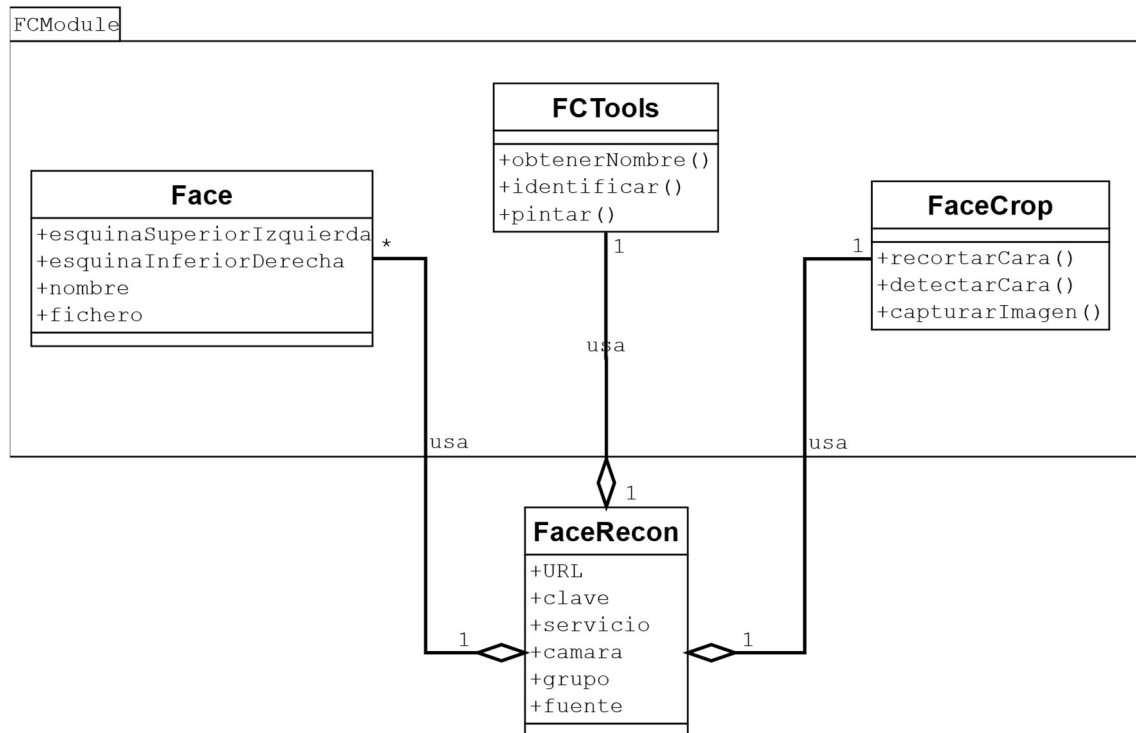 FCModule
FCTools
+obtenerNombre()
+identificar()
+pintar()
1
Face
+esquinaSuperiorIzquierda
+esquinaInferiorDerecha
+nombre
+fichero
*
FaceCrop
+recortarCara()
+detectarCara()
+capturarImagen()
1
usa
usa
usa
1
FaceRecon
+URL
+clave
+servicio
+camara
+grupo
+fuente
1
1